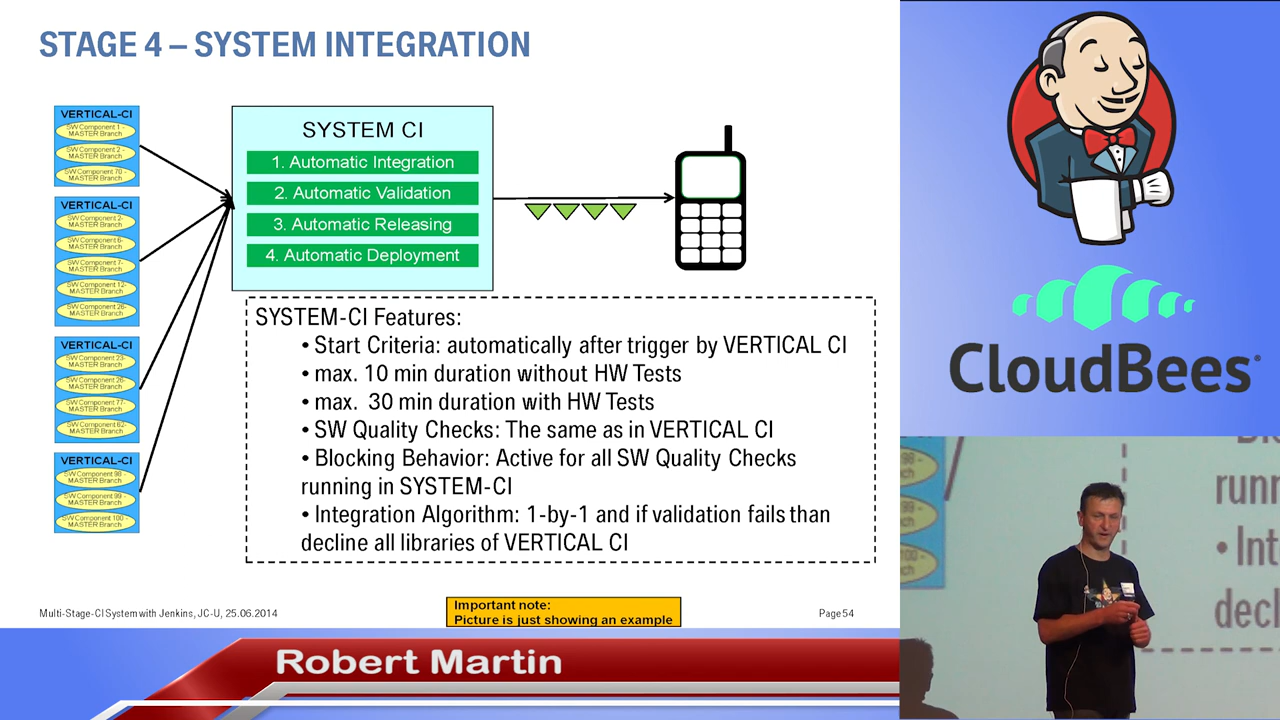 STAGE 4 – SYSTEM INTEGRATION
VERTICAL-CI
SW Component 1 -
MASTER Branch
SW Component 2 -
MASTER Branch
SW Component 70 -
MASTER Branch
VERTICAL-CI
SW Component 2-
MASTER Branch
SW Component 6-
MASTER Branch
SW Component 7-
MASTER Branch
SW Component 12-
MASTER Branch
SW Component 26-
MASTER Branch
VERTICAL-CI
SW Component 23-
MASTER Branch
SW Component 26-
MASTER Branch
SW Component 77-
MASTER Branch
SW Component 62-
MASTER Branch
VERTICAL-CI
SW Component 98 -
MASTER Branch
SW Component 99 -
MASTER Branch
SW Component 100 -
MASTER Branch
SYSTEM CI
1. Automatic Integration
2. Automatic Validation
3. Automatic Releasing
4. Automatic Deployment
SYSTEM-CI Features:
• Start Criteria: automatically after trigger by VERTICAL CI
• max. 10 min duration without HW Tests
• max. 30 min duration with HW Tests
• SW Quality Checks: The same as in VERTICAL CI
• Blocking Behavior: Active for all SW Quality Checks
running in SYSTEM-CI
• Integration Algorithm: 1-by-1 and if validation fails than
decline all libraries of VERTICAL CI
Multi-Stage-CI System with Jenkins, JC-U, 25.06.2014
Important note:
Picture is just showing an example
Page 54
Robert Martin
CloudBees
runn
• Int
decl